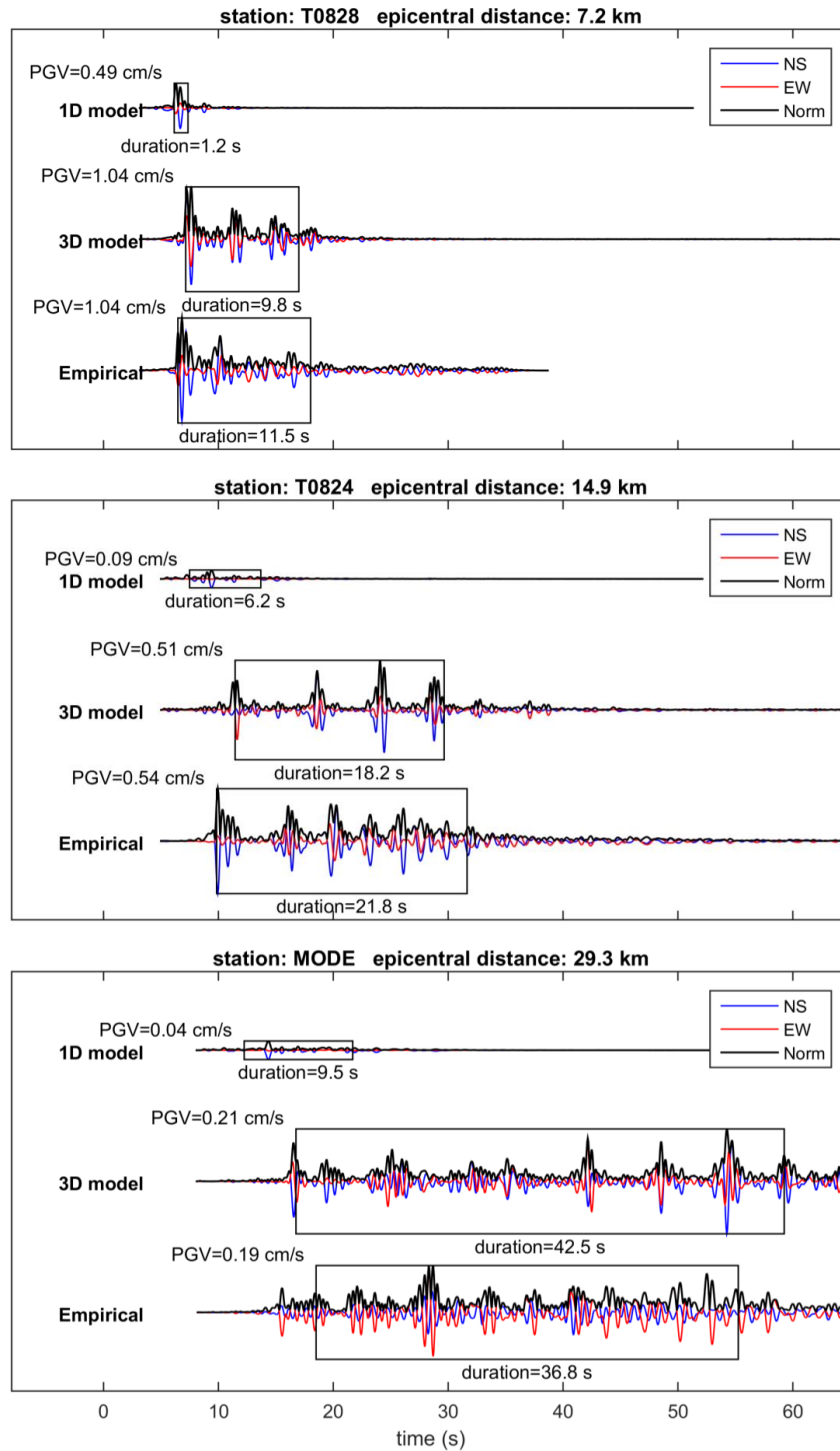 station: T0828 epicentral distance: 7.2 km
NS
EW
Norm
PGV=0.49 cm/s
1D model
duration=1.2 s
PGV=1.04 cm/s
3D model
duration=9.8 s
PGV=1.04 cm/s
Empirical
duration=11.5 s
station: T0824 epicentral distance: 14.9 km
NS
EW
Norm
PGV=0.09 cm/s
1D model
duration=6.2 s
PGV=0.51 cm/s
3D model
duration=18.2 s
PGV=0.54 cm/s
Empirical
duration=21.8 s
station: MODE epicentral distance: 29.3 km
NS
EW
Norm
PGV=0.04 cm/s
1D model
duration=9.5 s
PGV=0.21 cm/s
3D model
duration=42.5 s
PGV=0.19 cm/s
Empirical
duration=36.8 s
0 10 20 30 40 50 60
time (s)